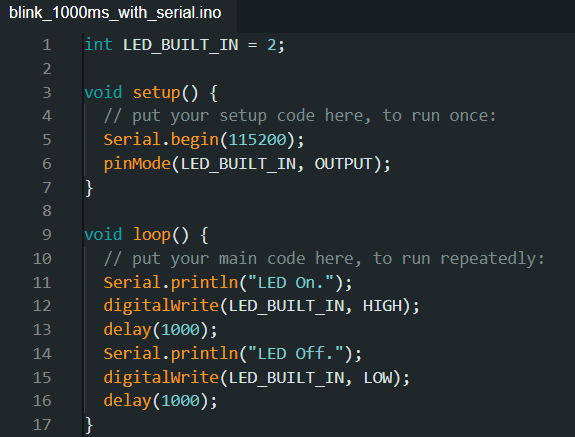 blink_1000ms_with_serial.ino
1 int LED_BUILT_IN = 2;
2
3 void setup() {
4   // put your setup code here, to run once:
5   Serial.begin(115200);
6   pinMode(LED_BUILT_IN, OUTPUT);
7 }
8
9 void loop() {
10   // put your main code here, to run repeatedly:
11   Serial.println("LED On.");
12   digitalWrite(LED_BUILT_IN, HIGH);
13   delay(1000);
14   Serial.println("LED Off.");
15   digitalWrite(LED_BUILT_IN, LOW);
16   delay(1000);
17 }